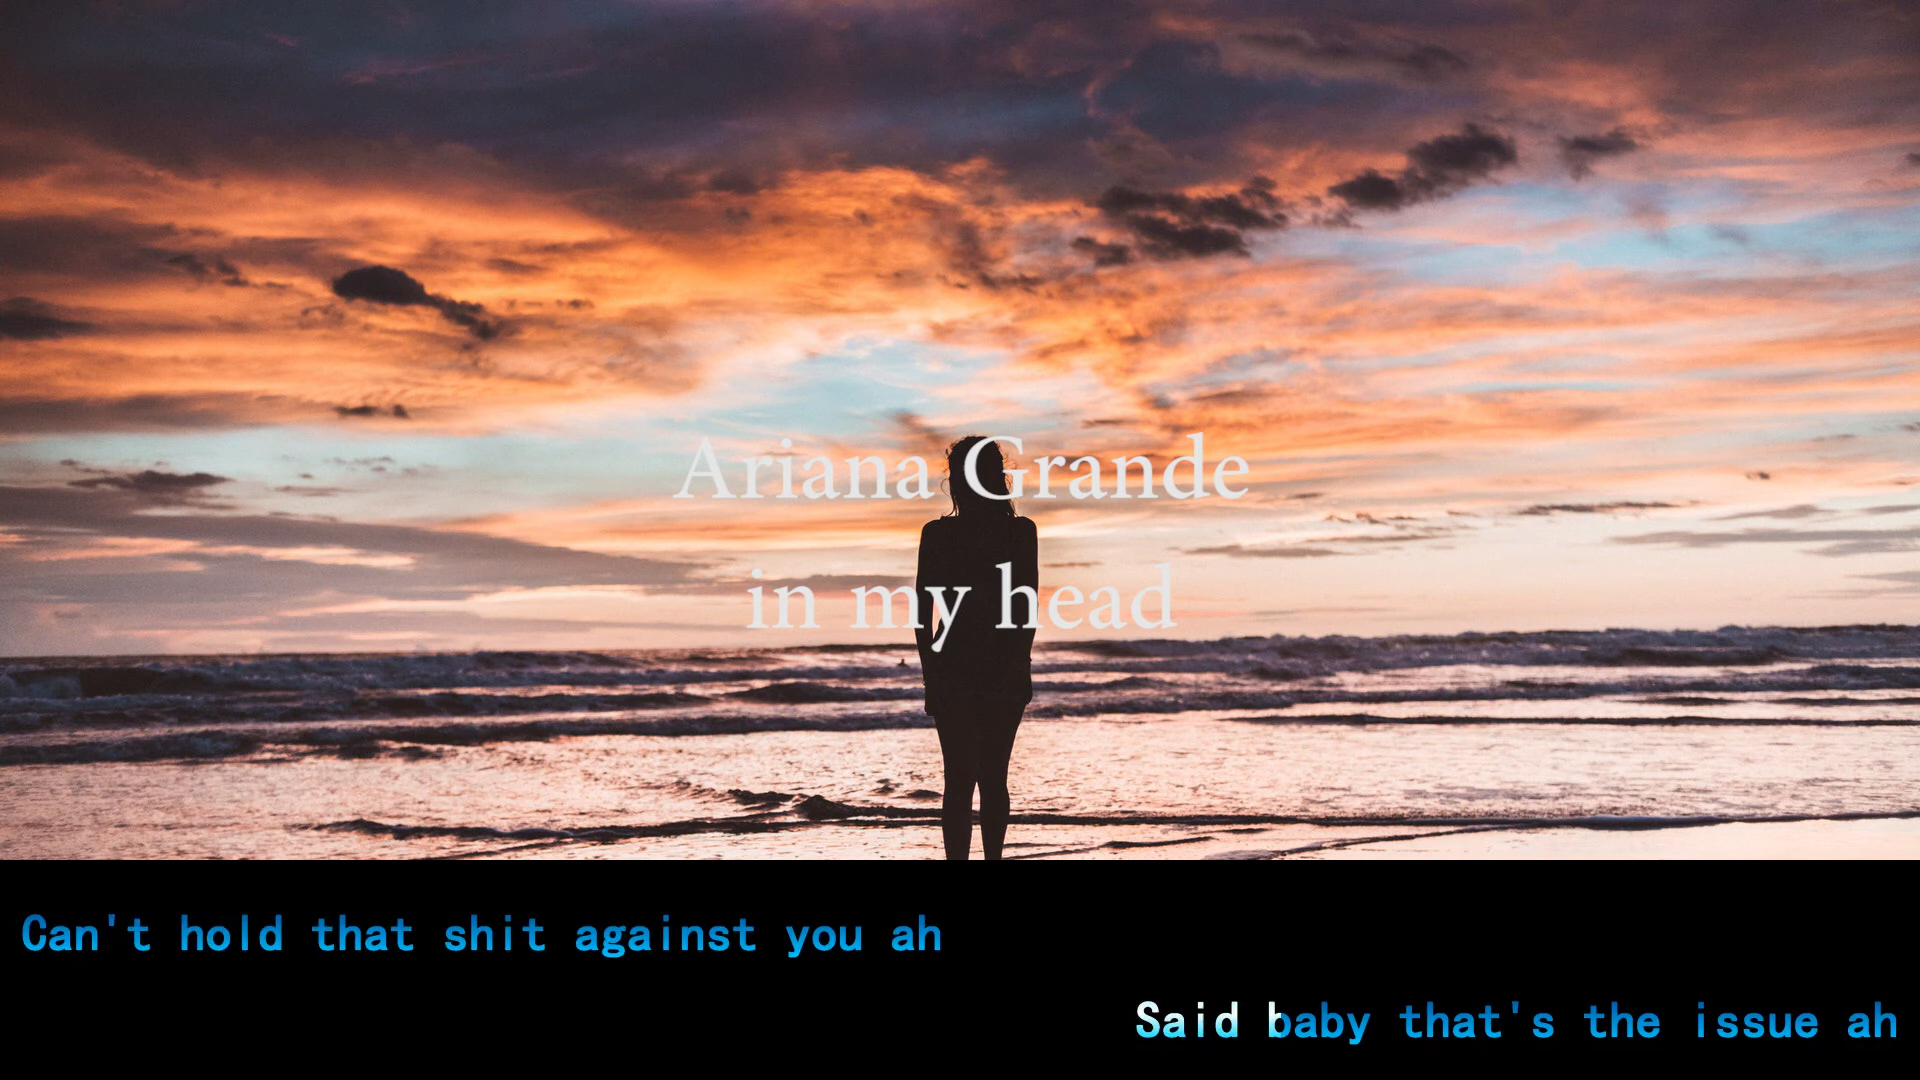 Ariana Grande
in my head
Can't hold that shit against you ah
Said baby that's the issue ah